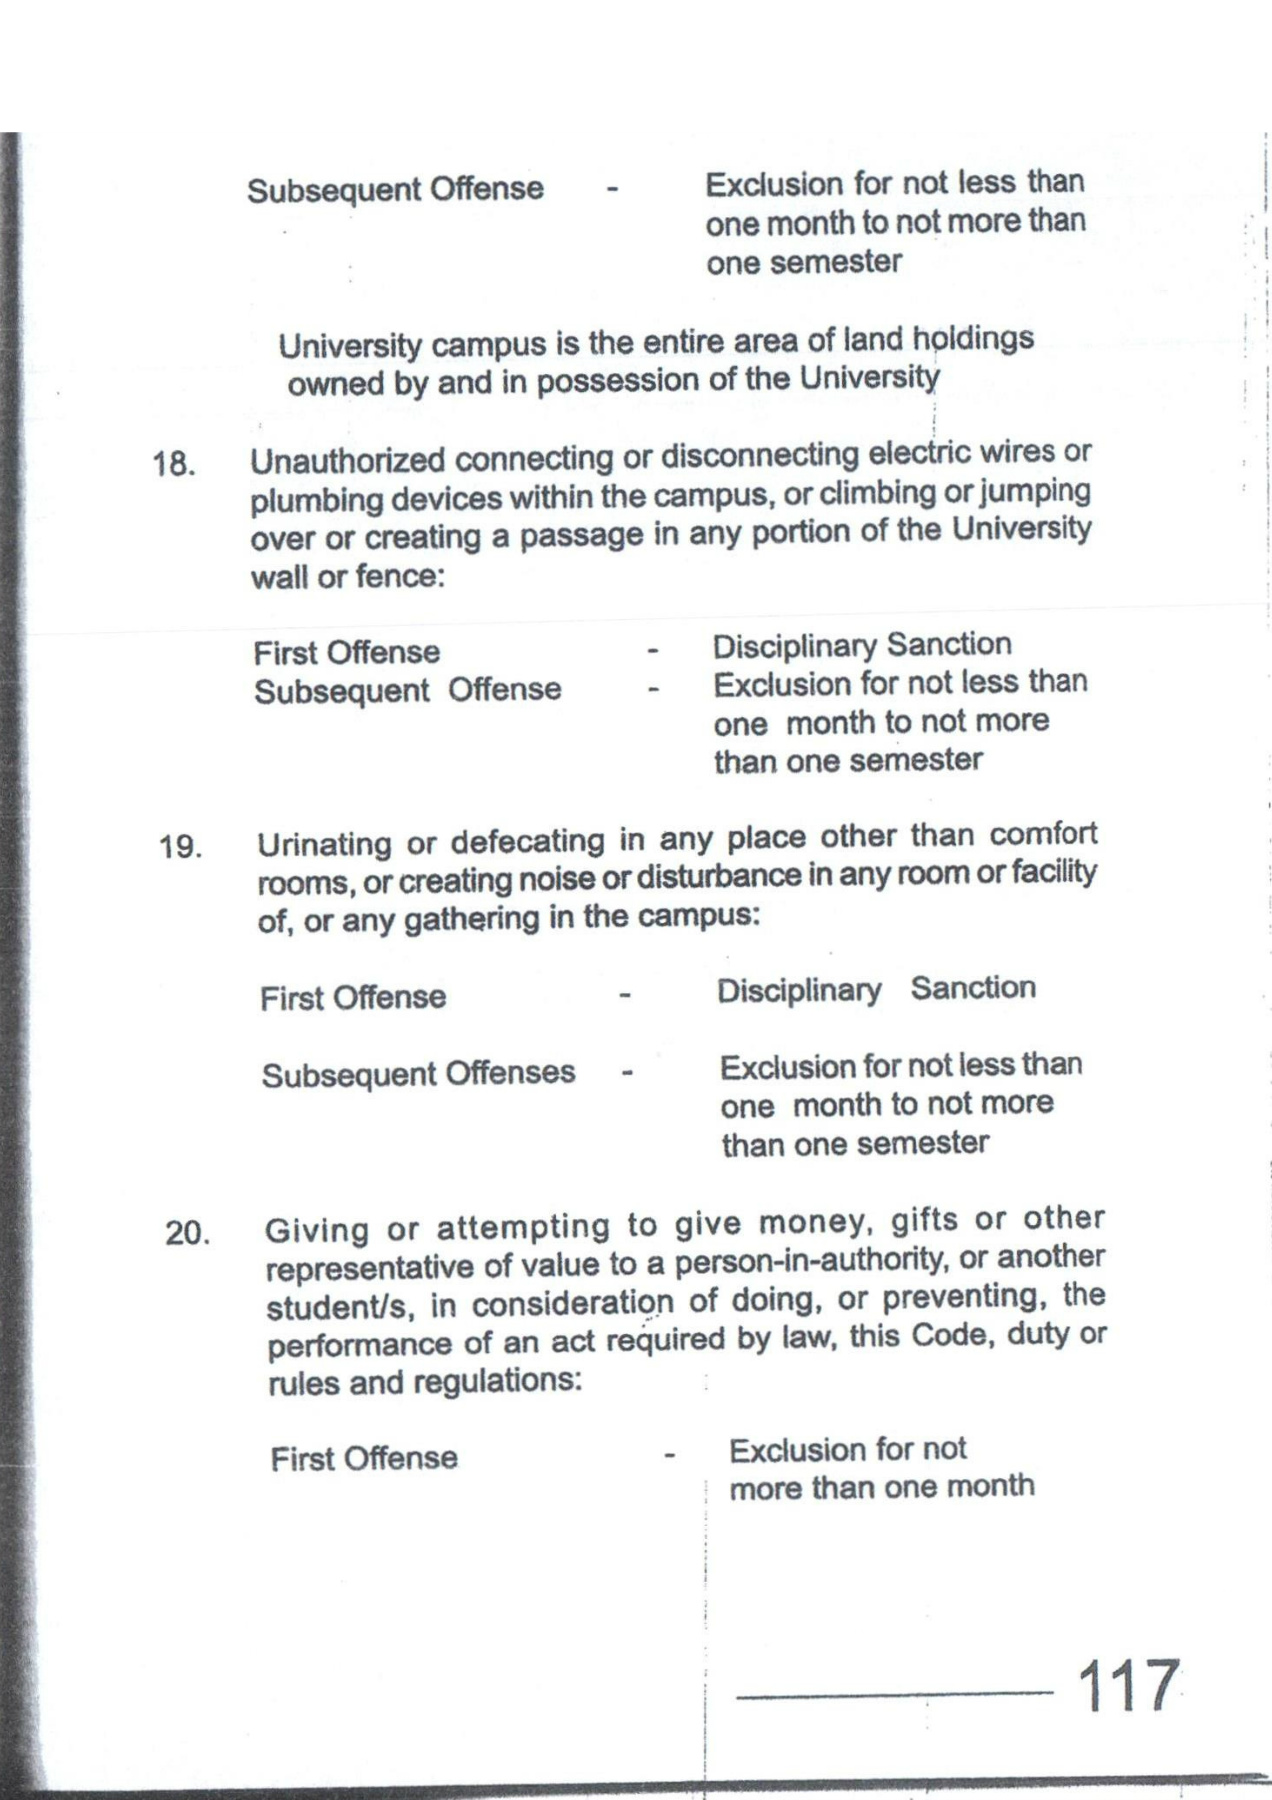 Subsequent Offense - Exclusion for not less than
one month to not more than
one semester
University campus is the entire area of land holdings
owned by and in possession of the University
18. Unauthorized connecting or disconnecting electric wires or
plumbing devices within the campus, or climbing or jumping
over or creating a passage in any portion of the University
wall or fence:
First Offense - Disciplinary Sanction
Subsequent Offense - Exclusion for not less than
one month to not more
than one semester
19. Urinating or defecating in any place other than comfort
rooms, or creating noise or disturbance in any room or facility
of, or any gathering in the campus:
First Offense - Disciplinary Sanction
Subsequent Offenses - Exclusion for not less than
one month to not more
than one semester
20. Giving or attempting to give money, gifts or other
representative of value to a person-in-authority, or another
student/s, in consideration of doing, or preventing, the
performance of an act required by law, this Code, duty or
rules and regulations:
First Offense - Exclusion for not
more than one month
117